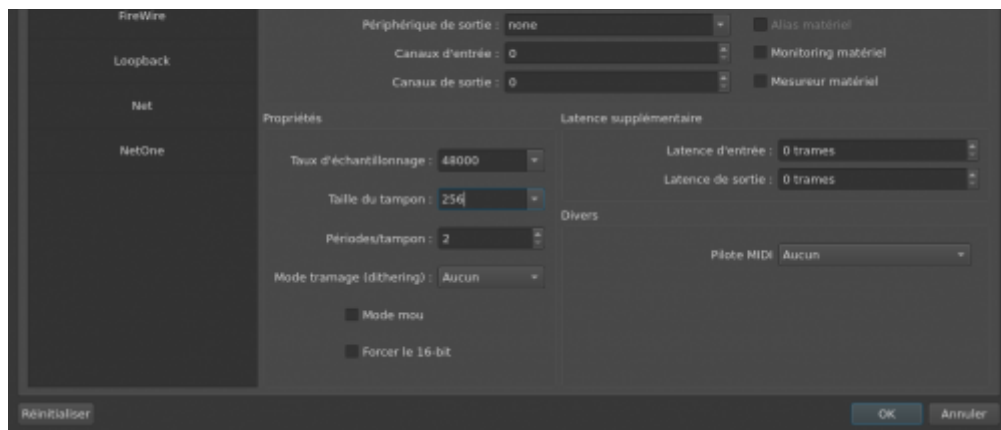 FireWire
Loopback
Net
NetOne
Périphérique de sortie : none
Alias matériel
Canaux d'entrée : 0
Monitoring matériel
Canaux de sortie : 0
Mesureur matériel
Propriétés
Taux d'échantillonnage : 48000
Taille du tampon : 256
Périodes/tampon : 2
Mode tramage (dithering) : Aucun
Mode mou
Forcer le 16-bit
Latence supplémentaire
Latence d'entrée : 0 trames
Latence de sortie : 0 trames
Divers
Pilote MIDI Aucun
Réinitialiser
OK
Annuler